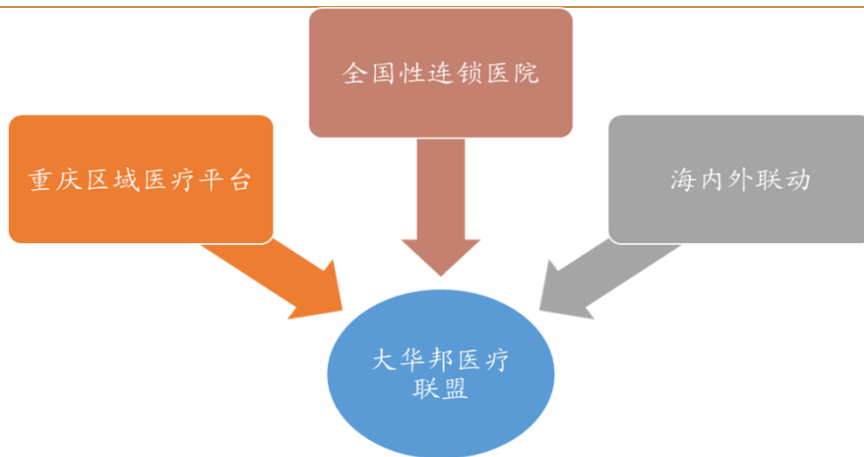 全国性连锁医院
重庆区域医疗平台
海内外联动
大华邦医疗
联盟